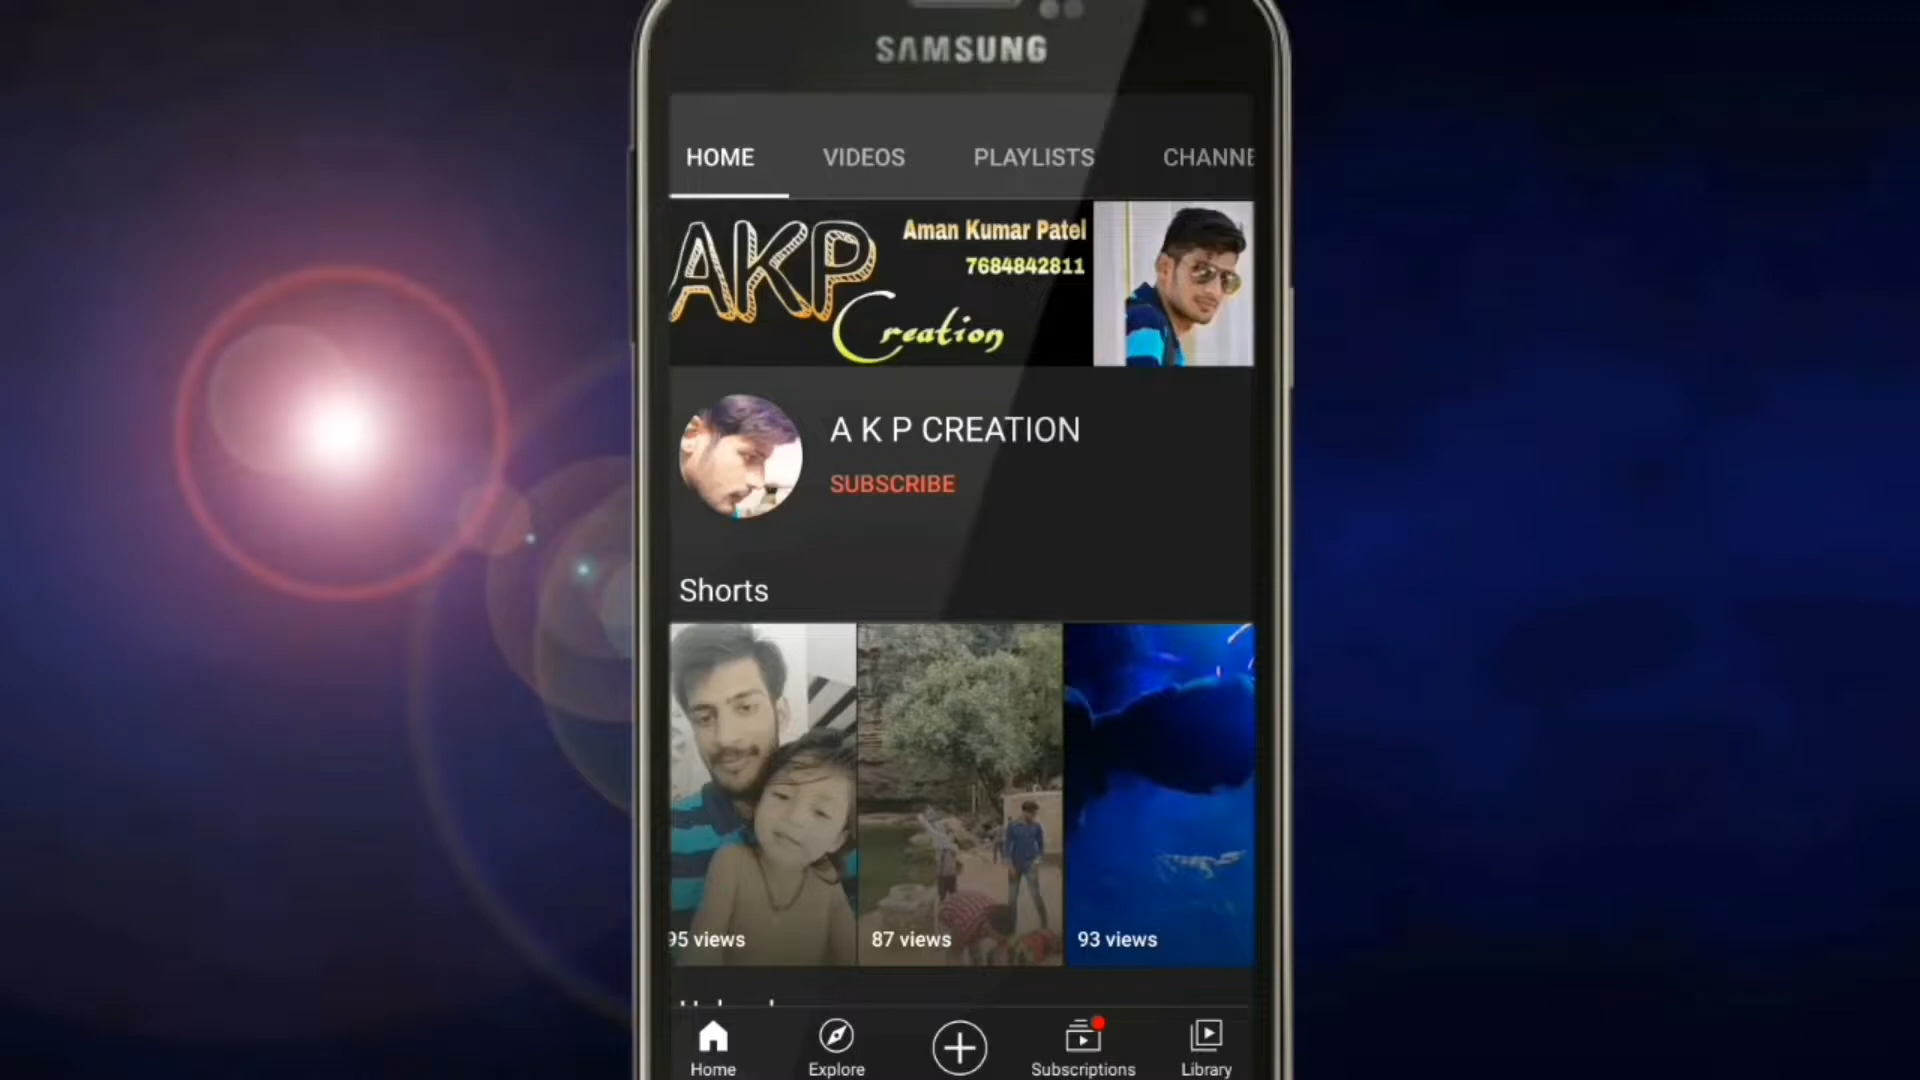 SAMSUNG
HOME VIDEOS PLAYLISTS CHANNE
AKP Creation
Aman Kumar Patel
7684842811
A K P CREATION
SUBSCRIBE
Shorts
95 views 87 views 93 views
Home Explore Subscriptions Library